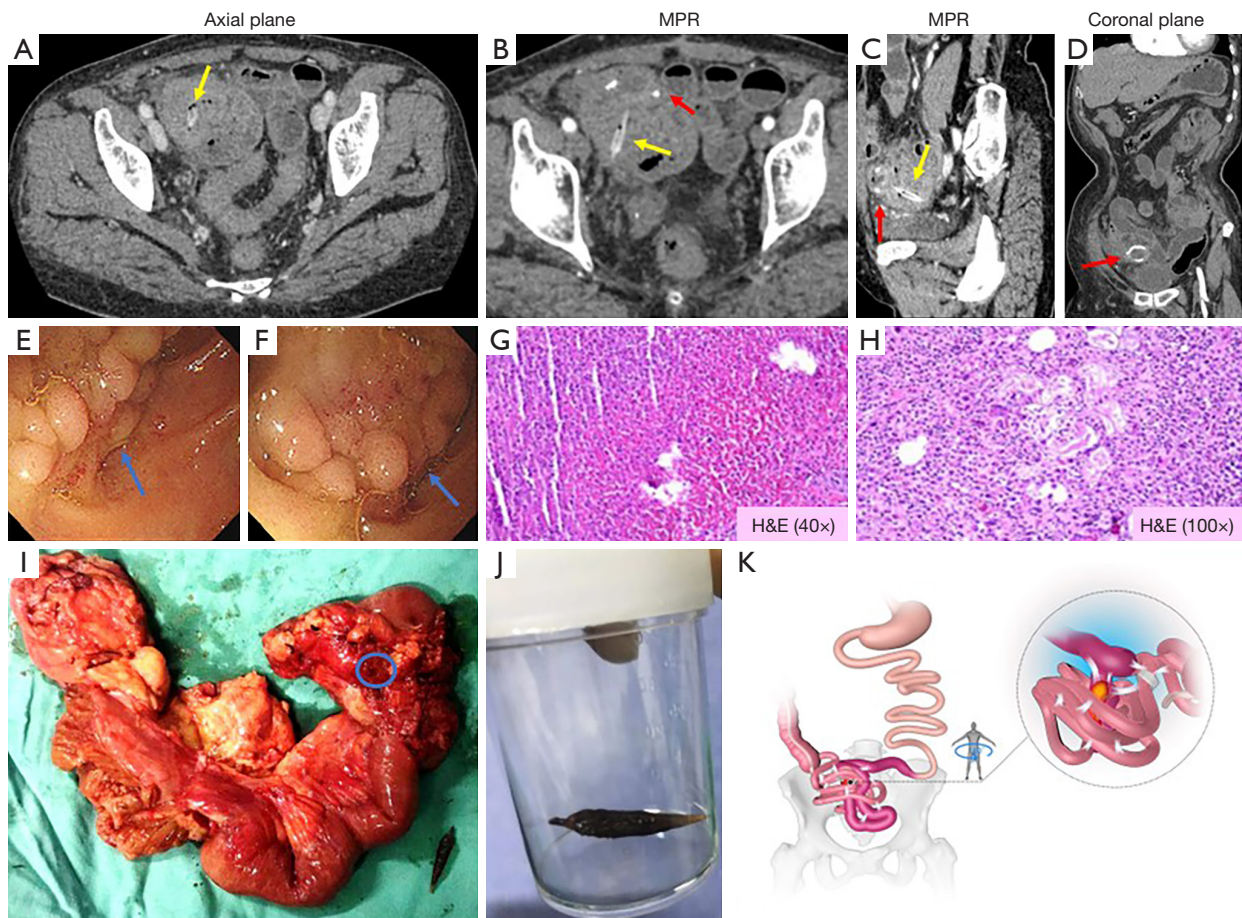 Axial plane
MPR
MPR
Coronal plane
A
B
C
D
E
F
G
H
H&E (40×)
H&E (100×)
I
J
K